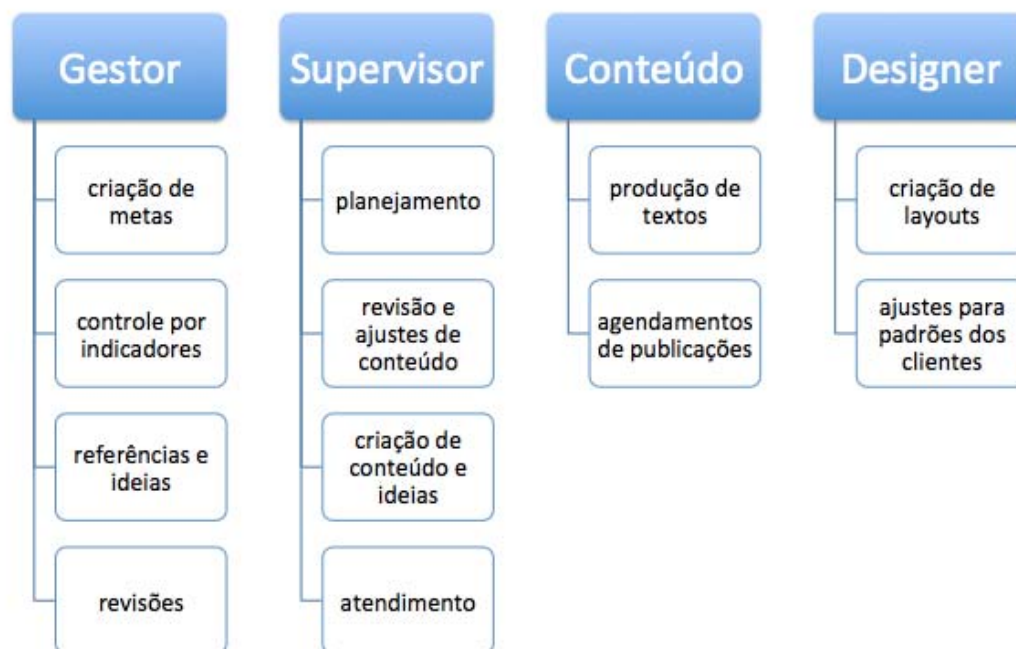 Gestor
criação de
metas
controle por
indicadores
referências e
ideias
revisões
Supervisor
planejamento
revisão e
ajustes de
conteúdo
criação de
conteúdo e
ideias
atendimento
Conteúdo
produção de
textos
agendamentos
de publicações
Designer
criação de
layouts
ajustes para
padrões dos
clientes